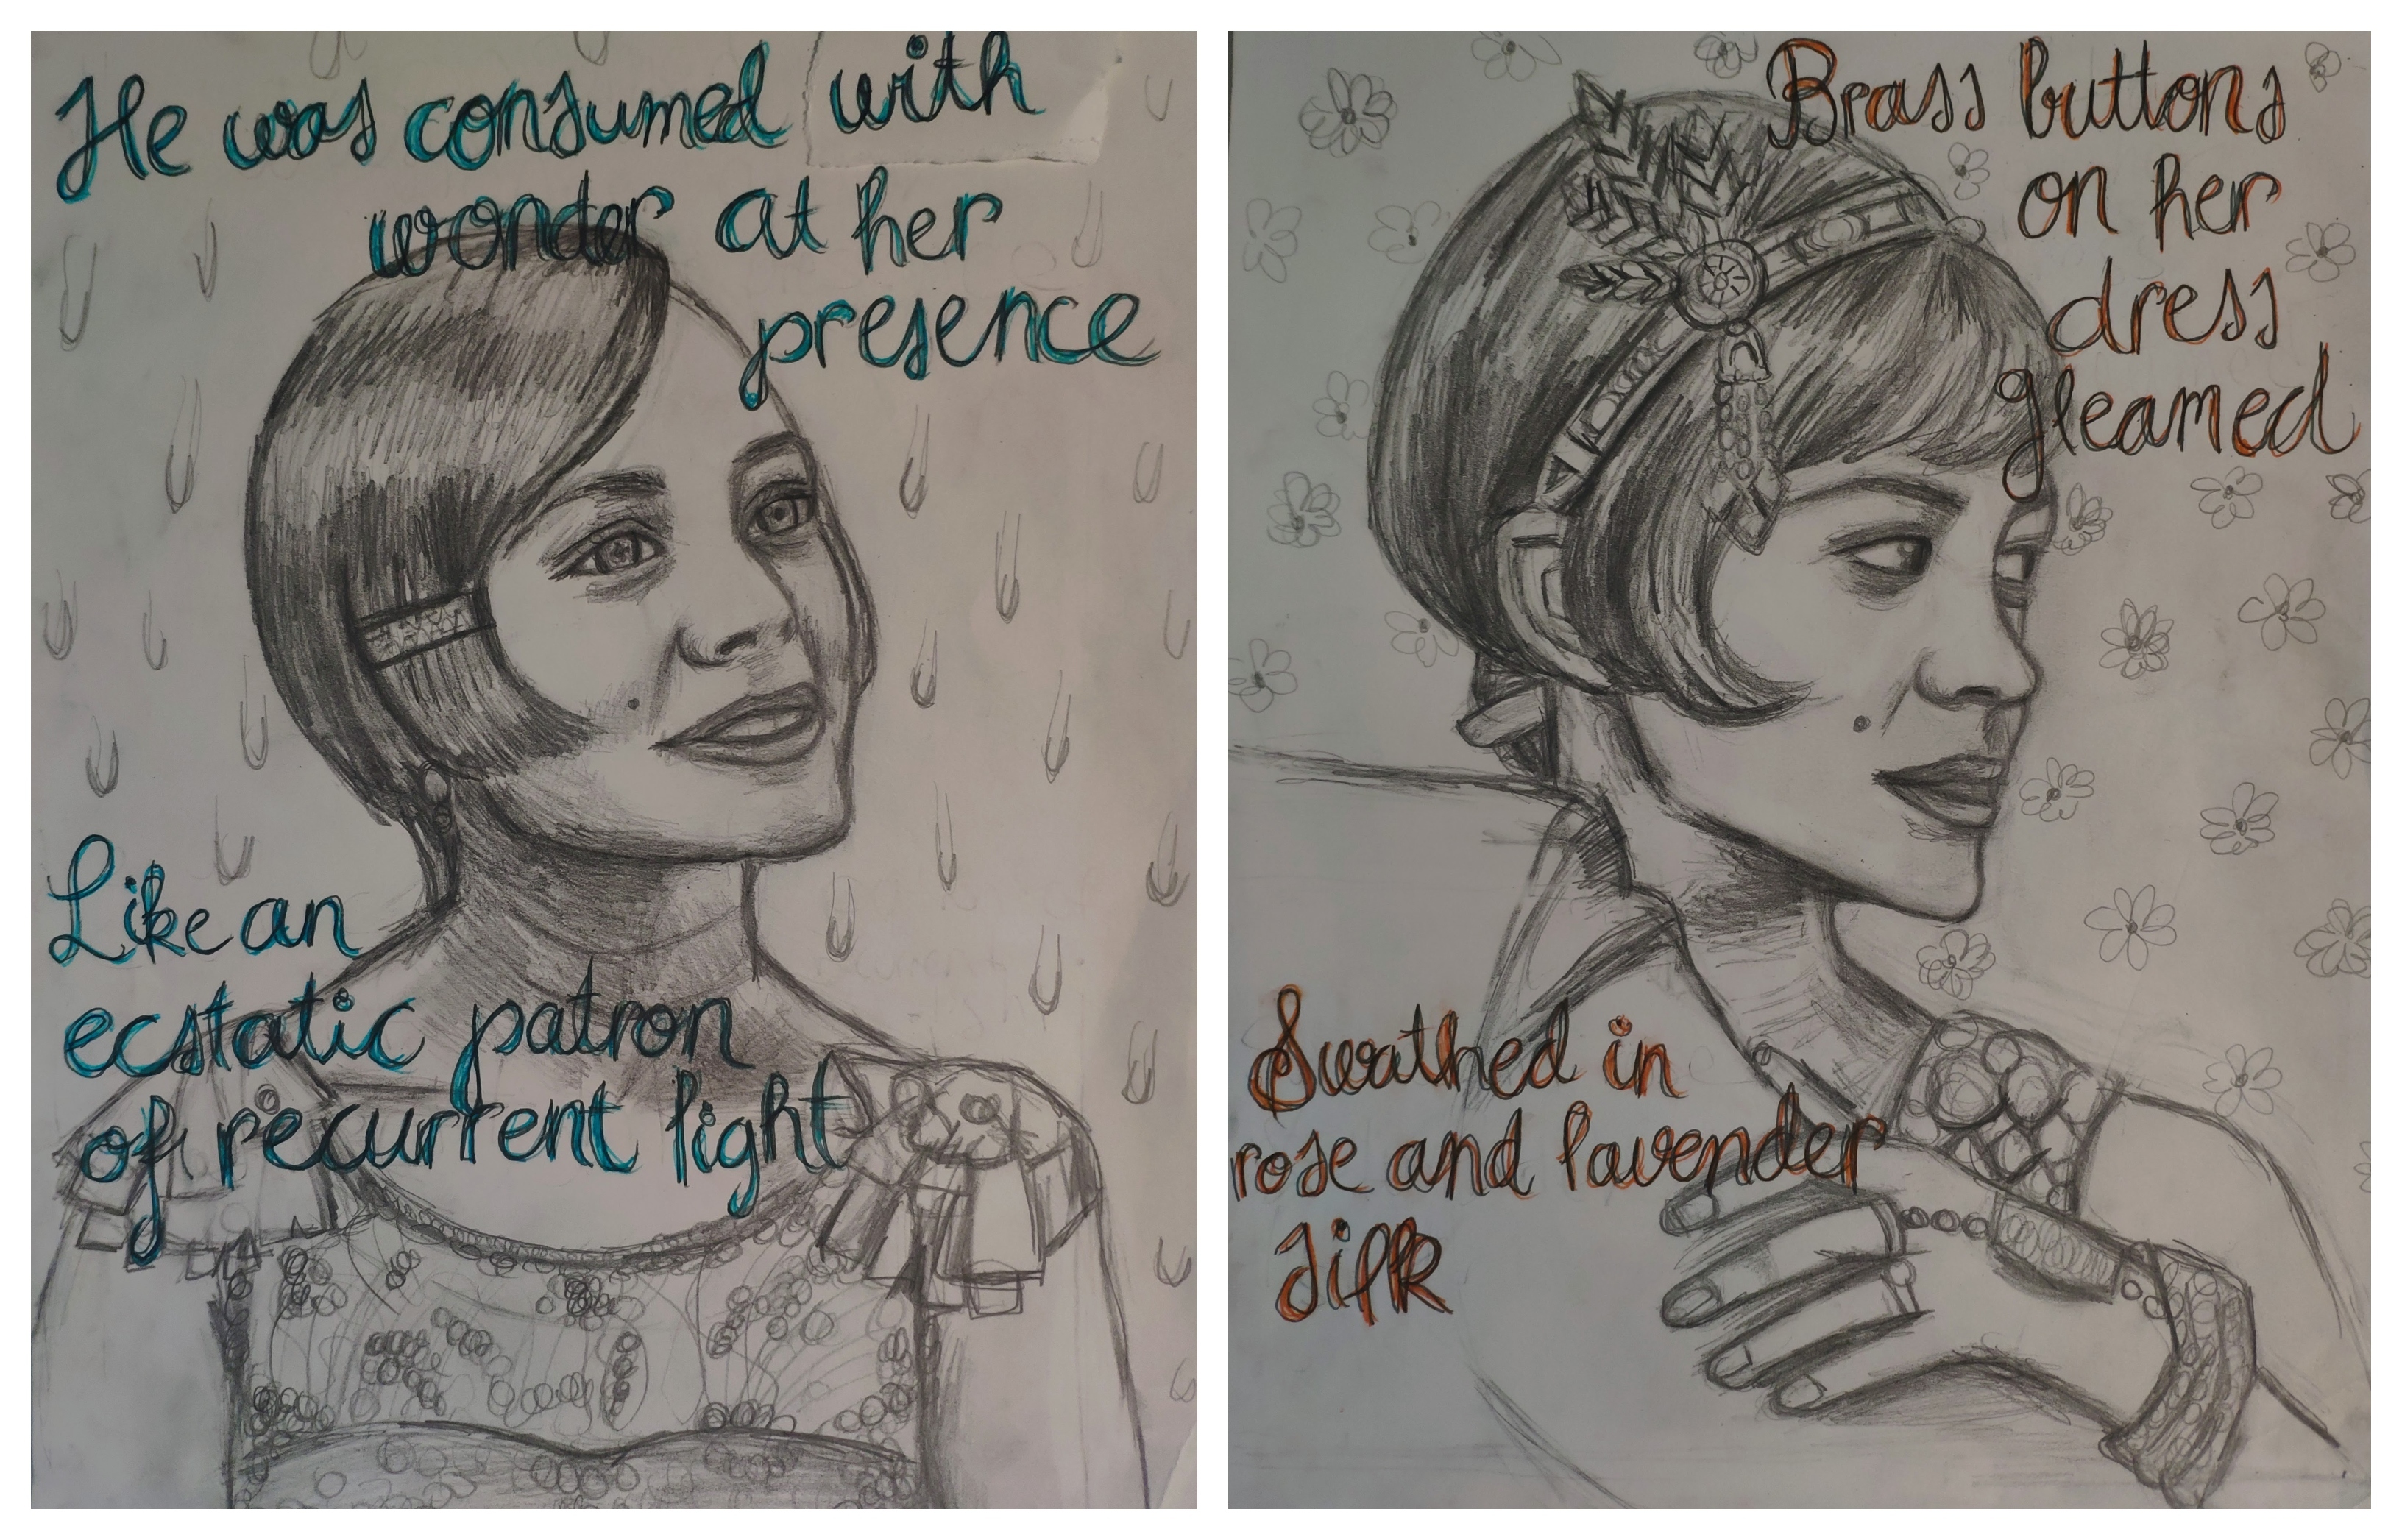 He was consumed with
wonder at her
presence
Like an
ecstatic patron
of recurrent light
Brass buttons
on her
dress
gleamed
Swathed in
rose and lavender
silk